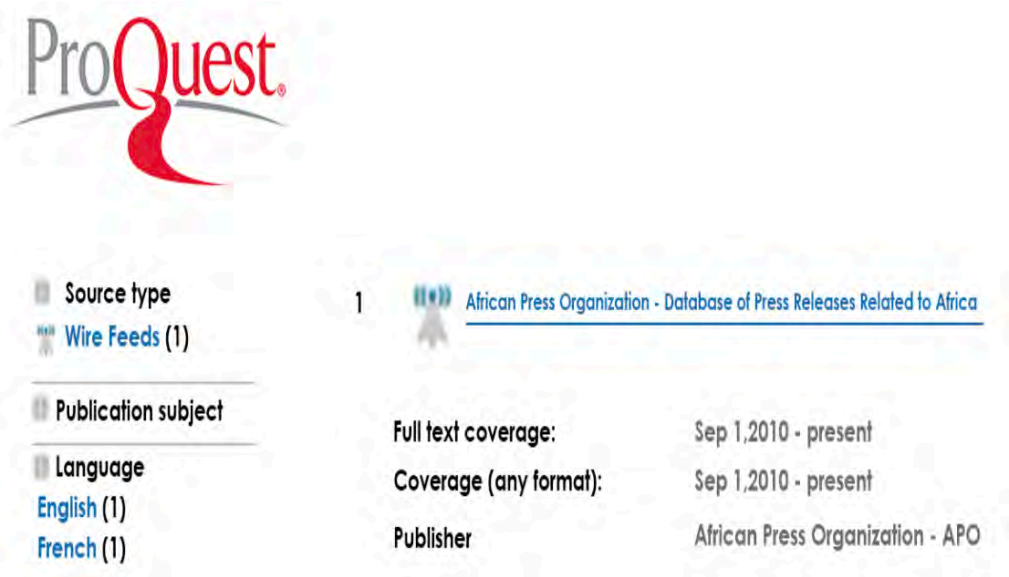 ProQuest®
Source type
Wire Feeds (1)
Publication subject
Language
English (1)
French (1)
1 African Press Organization - Database of Press Releases Related to Africa
Full text coverage: Sep 1,2010 - present
Coverage (any format): Sep 1,2010 - present
Publisher African Press Organization - APO